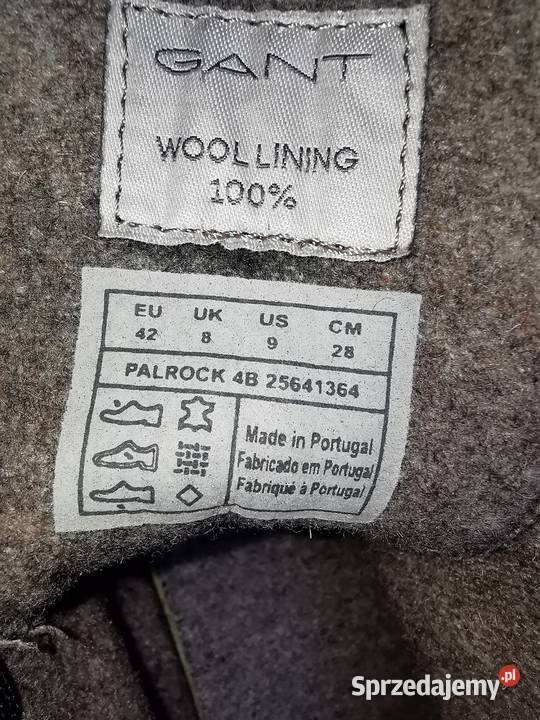 GANT
WOOL LINING
100%
EU UK US CM
42 8 9 28
PALROCK 4B 25641364
Made in Portugal
Fabricado em Portugal
Fabriqué à Portugal
Sprzedajemy.pl